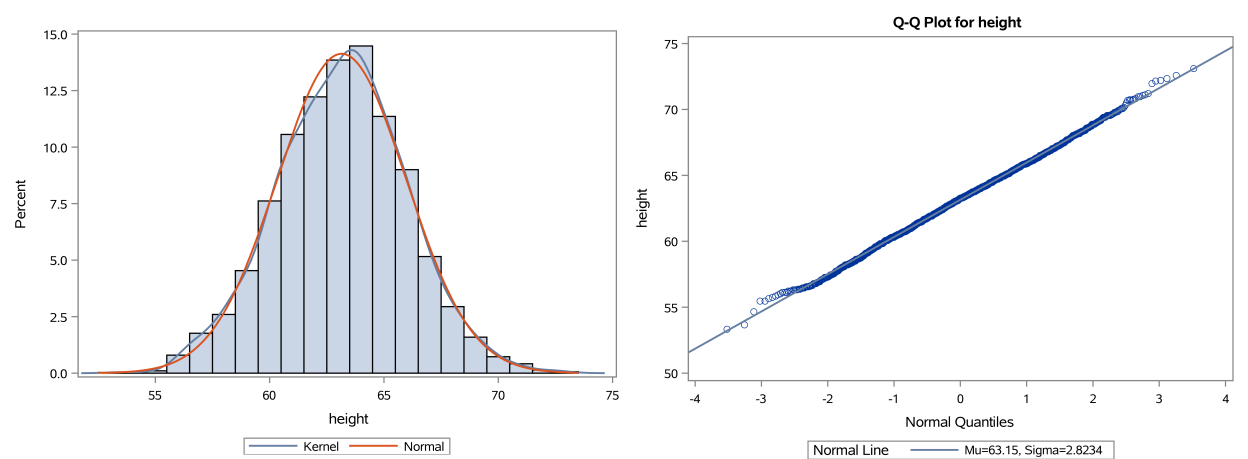 15.0
12.5
10.0
7.5
5.0
2.5
0.0
Percent
55 60 65 70 75
height
Kernel Normal
Q-Q Plot for height
75
70
65
60
55
50
height
-4 -3 -2 -1 0 1 2 3 4
Normal Quantiles
Normal Line Mu=63.15, Sigma=2.8234